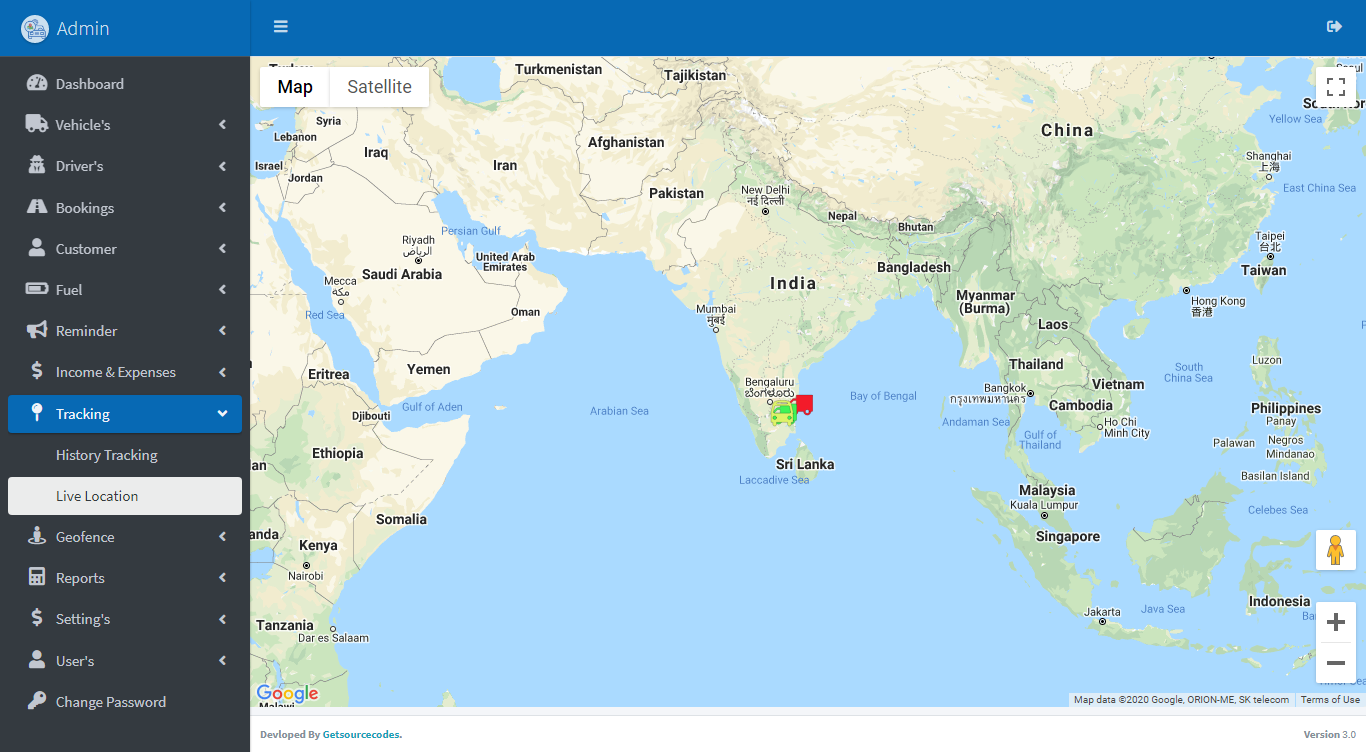 Admin
Dashboard
Vehicle's
Driver's
Bookings
Customer
Fuel
Reminder
Income & Expenses
Tracking
History Tracking
Live Location
Geofence
Reports
Setting's
User's
Change Password
Map
Satellite
Turkmenistan
Tajikistan
Syria
Lebanon
Iraq
Israel
Jordan
Iran
Afghanistan
Pakistan
China
Yellow Sea
Shanghai
上海
East China Sea
New Delhi
नई दिल्ली
Nepal
Bhutan
Persian Gulf
Riyadh
الرياض
Saudi Arabia
United Arab
Emirates
Mecca
مكة
Red Sea
Oman
India
Bangladesh
Taipei
台北
Taiwan
Mumbai
मुंबई
Myanmar
(Burma)
Hong Kong
香港
Laos
Eritrea
Yemen
Thailand
Luzon
South
China Sea
Bengaluru
ಬೆಂಗಳೂರು
Bangkok
กรุงเทพมหานคร
Vietnam
Bay of Bengal
Cambodia
Philippines
Djibouti
Gulf of Aden
Arabian Sea
Andaman Sea
Ho Chi
Minh City
Panay
Gulf of
Thailand
Palawan
Negros
Mindanao
Ethiopia
Sri Lanka
Laccadive Sea
Basilan Island
Malaysia
Kuala Lumpur
Celebes Sea
Somalia
Singapore
Kenya
Nairobi
Indonesia
Jakarta
Java Sea
Tanzania
Dar es Salaam
Google
Malawi
Map data ©2020 Google, ORION-ME, SK telecom
Terms of Use
Devloped By Getsourcecodes.
Version 3.0